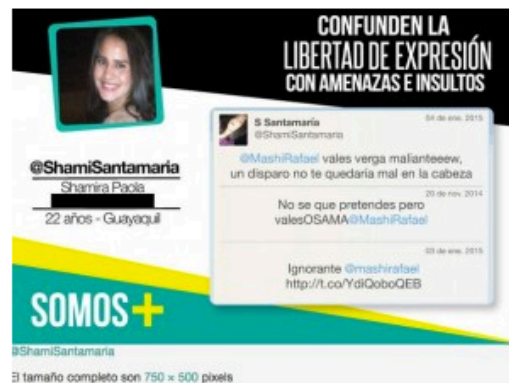 CONFUNDEN LA
LIBERTAD DE EXPRESIÓN
CON AMENAZAS E INSULTOS
S Santamaría
@ShamiSantamaria
04 de ene. 2015
@MashiRafael vales verga malianteeew,
un disparo no te quedaría mal en la cabeza
20 de nov. 2014
No se que pretendes pero
valesOSAMA@MashiRafael
03 de ene. 2015
Ignorante @mashirafael
http://t.co/YdiQoboQEB
@ShamiSantamaria
Shamira Paola
22 años - Guayaquil
SOMOS+
@ShamiSantamaria
El tamaño completo son 750 × 500 pixels